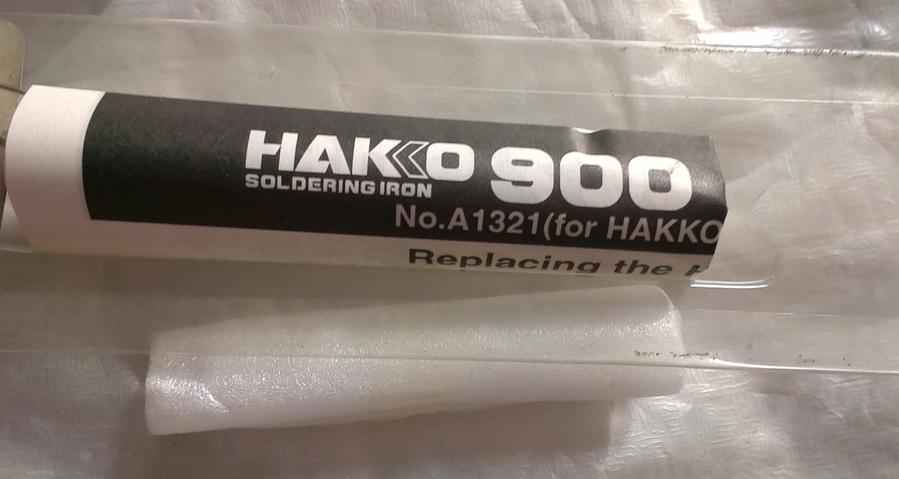 HAKKO 900
SOLDERING IRON
No.A1321(for HAKKO
Replacing the